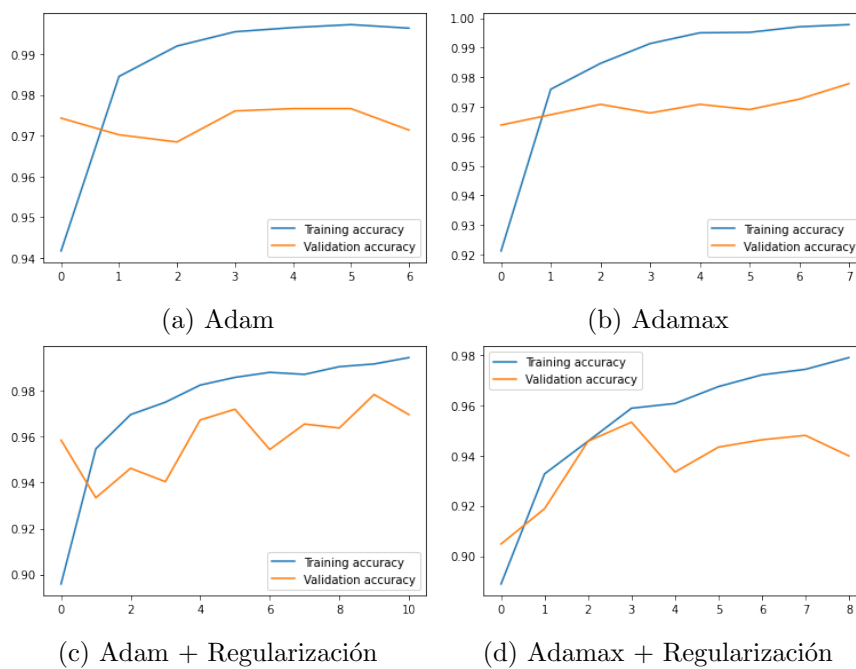 0.99
0.98
0.97
0.96
0.95
0.94
0 1 2 3 4 5 6
Training accuracy
Validation accuracy
(a) Adam
1.00
0.99
0.98
0.97
0.96
0.95
0.94
0.93
0.92
0 1 2 3 4 5 6 7
Training accuracy
Validation accuracy
(b) Adamax
0.98
0.96
0.94
0.92
0.90
0 2 4 6 8 10
Training accuracy
Validation accuracy
(c) Adam + Regularización
0.98
0.96
0.94
0.92
0.90
0 1 2 3 4 5 6 7 8
Training accuracy
Validation accuracy
(d) Adamax + Regularización